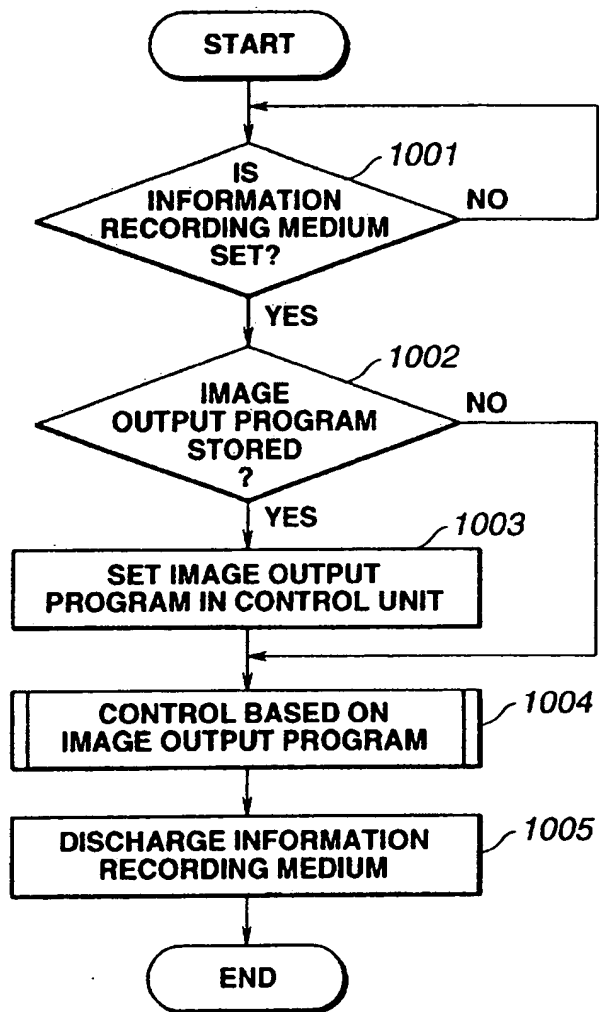 START
1001
IS
INFORMATION
RECORDING MEDIUM
SET?
NO
YES
1002
IMAGE
OUTPUT PROGRAM
STORED
?
NO
YES
1003
SET IMAGE OUTPUT
PROGRAM IN CONTROL UNIT
CONTROL BASED ON
IMAGE OUTPUT PROGRAM
1004
DISCHARGE INFORMATION
RECORDING MEDIUM
1005
END